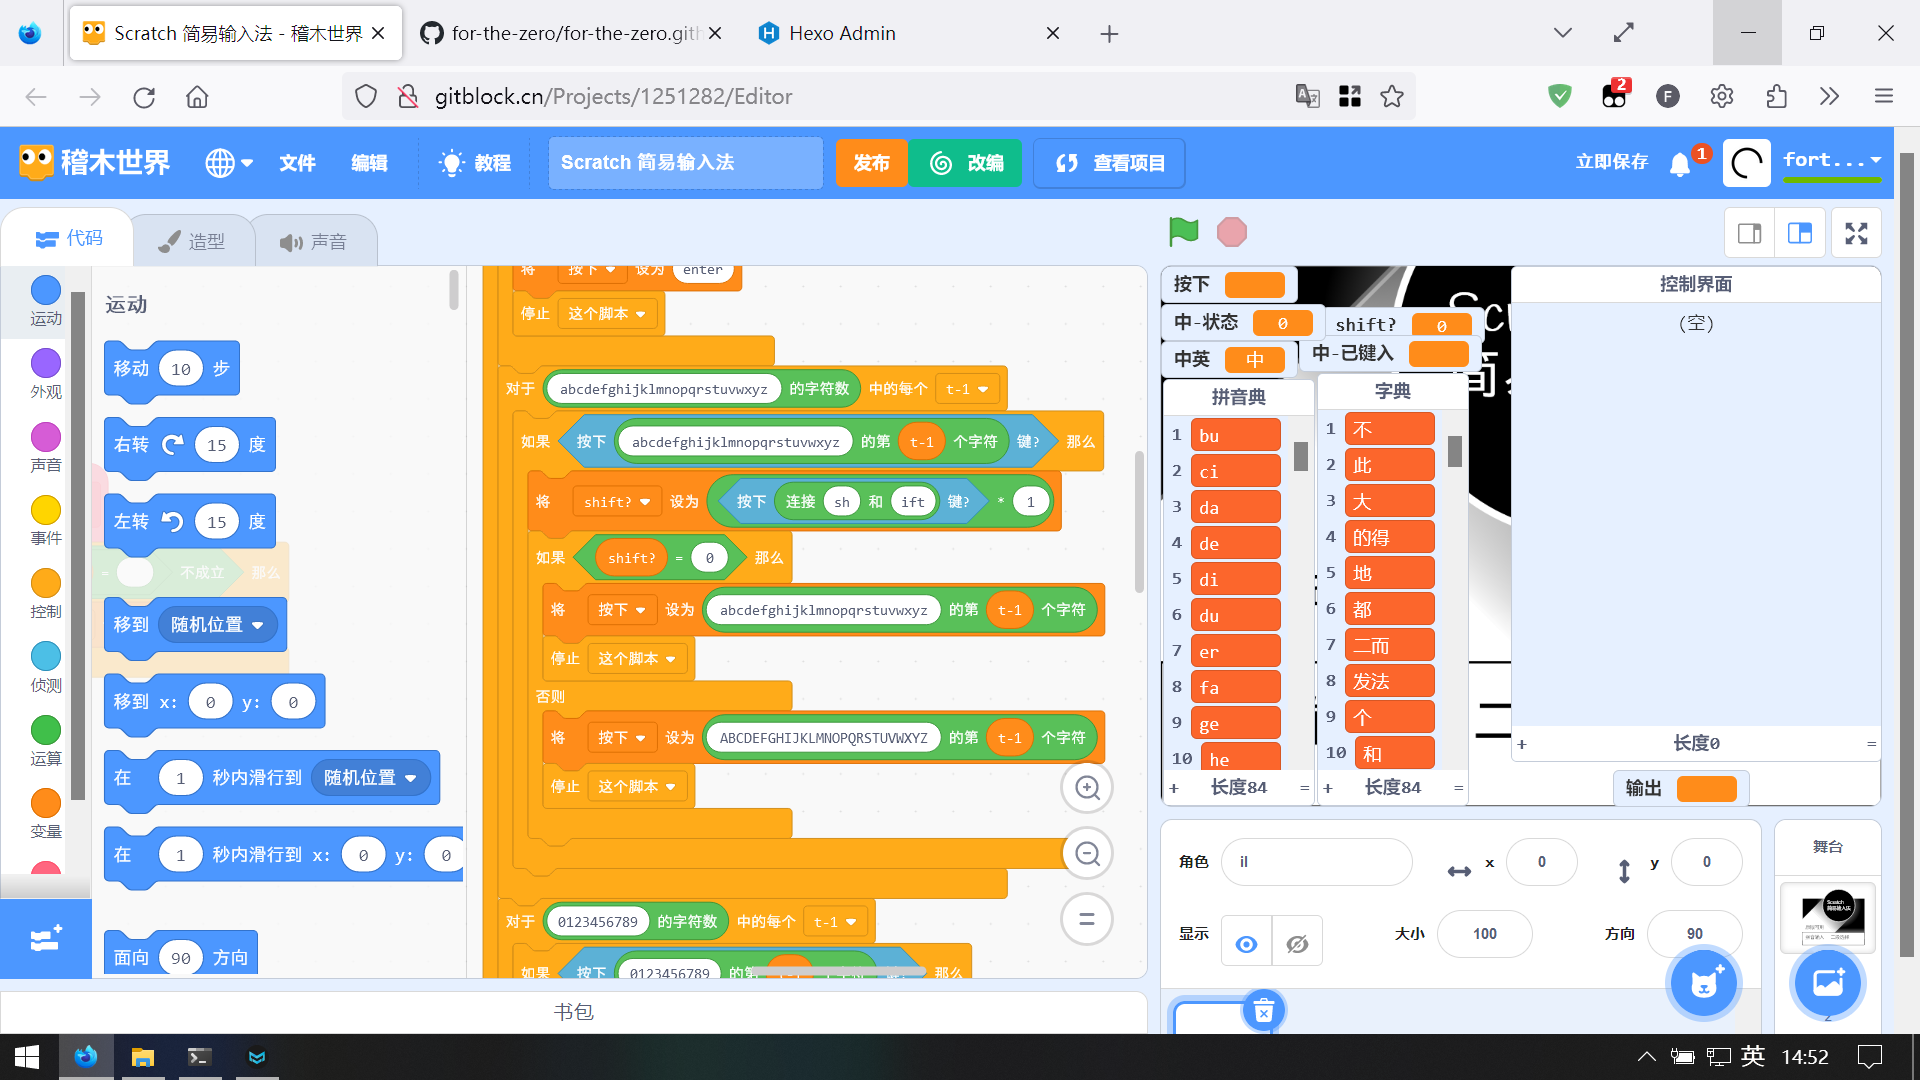 Scratch 简易输入法 - 稽木世界
for-the-zero/for-the-zero.gith
Hexo Admin
gitblock.cn/Projects/1251282/Editor
2
F
稽木世界
文件
编辑
教程
Scratch 简易输入法
发布
改编
查看项目
立即保存
1
fort...
代码
造型
声音
运动
外观
声音
事件
控制
侦测
运算
变量
运动
移动 10 步
右转 15 度
左转 15 度
= 不成立 那么
移到 随机位置
移到 x: 0 y: 0
在 1 秒内滑行到 随机位置
在 1 秒内滑行到 x: 0 y: 0
面向 90 方向
将 按下 设为 enter
停止 这个脚本
对于 abcdefghijklmnopqrstuvwxyz 的字符数 中的每个 t-1
如果 按下 abcdefghijklmnopqrstuvwxyz 的第 t-1 个字符 键? 那么
将 shift? 设为 按下 连接 sh 和 ift 键? * 1
如果 shift? = 0 那么
将 按下 设为 abcdefghijklmnopqrstuvwxyz 的第 t-1 个字符
停止 这个脚本
否则
将 按下 设为 ABCDEFGHIJKLMNOPQRSTUVWXYZ 的第 t-1 个字符
停止 这个脚本
对于 0123456789 的字符数 中的每个 t-1
如果 按下 0123456789 的第 t-1 个字符 键? 那么
书包
按下
中-状态 0
shift? 0
中英 中
中-已键入
拼音典
1 bu
2 ci
3 da
4 de
5 di
6 du
7 er
8 fa
9 ge
10 he
+ 长度84 =
字典
1 不
2 此
3 大
4 的得
5 地
6 都
7 二而
8 发法
9 个
10 和
+ 长度84 =
控制界面
(空)
+ 长度0 =
输出
角色 il
x 0
y 0
显示
大小 100
方向 90
舞台
2
英
14:52